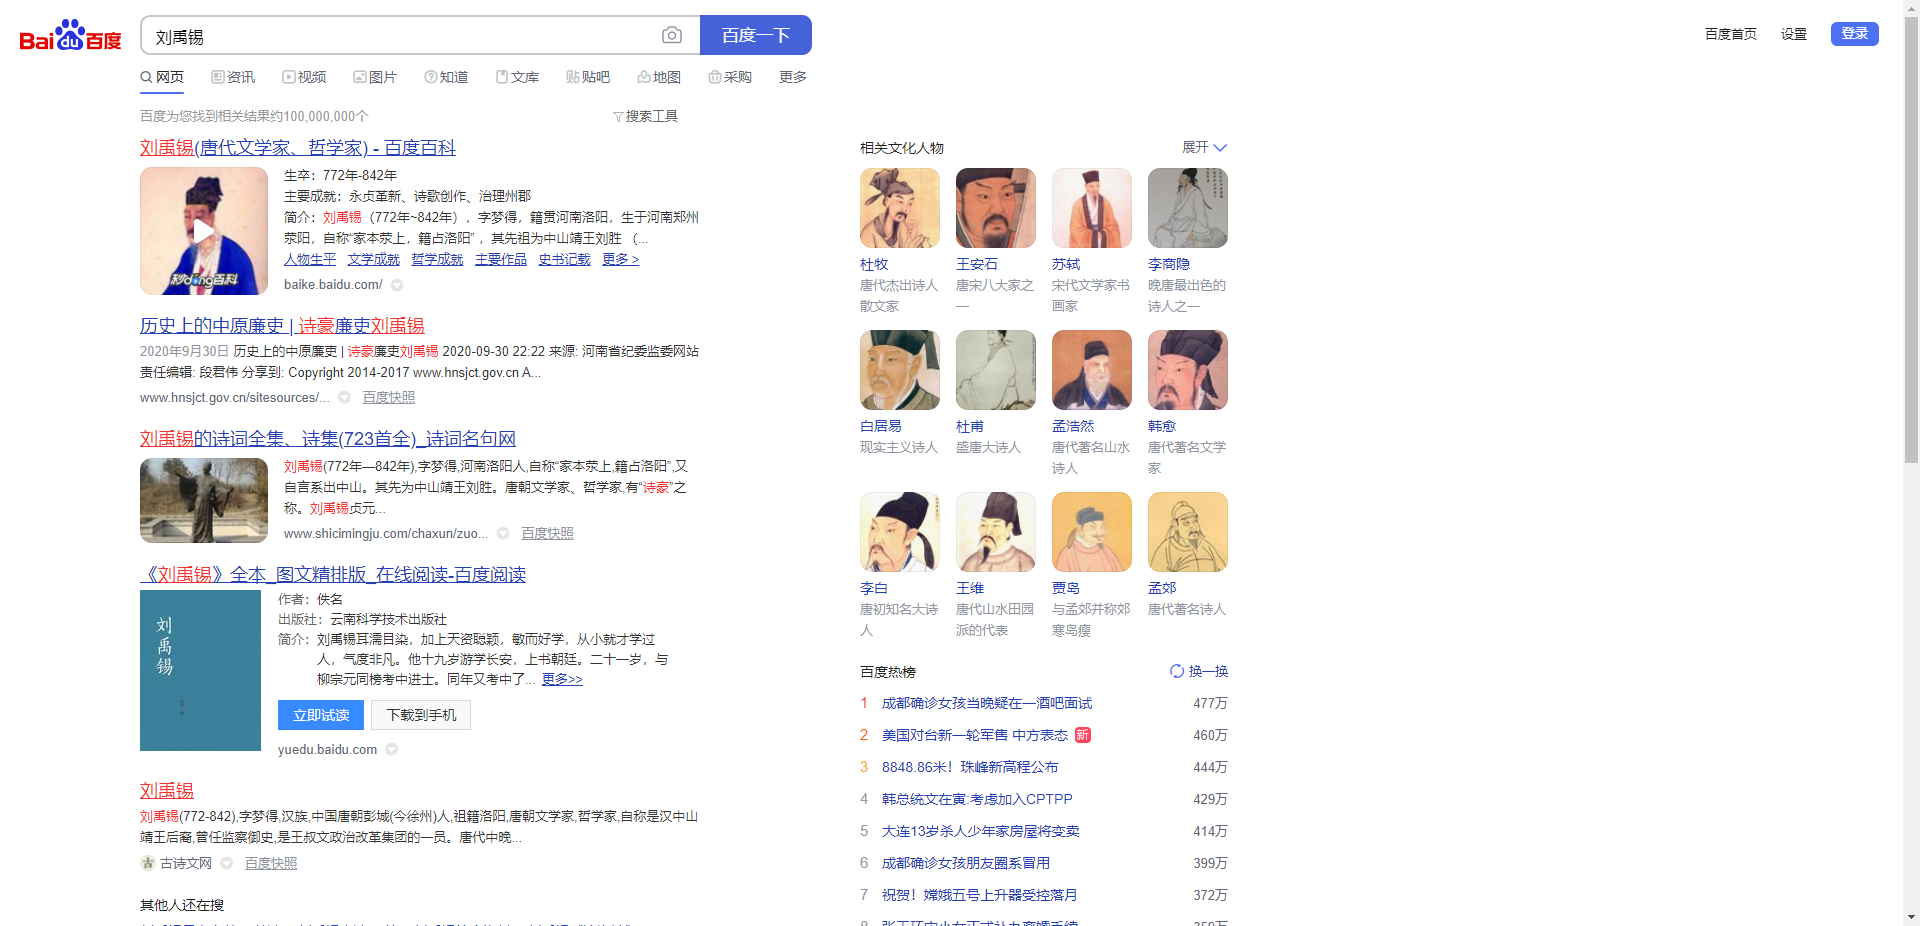 Bai du 百度
刘禹锡
百度一下
百度首页 设置 登录
网页 资讯 视频 图片 知道 文库 贴吧 地图 采购 更多
百度为您找到相关结果约100,000,000个
搜索工具
刘禹锡(唐代文学家、哲学家) - 百度百科
秒dong百科
生卒：772年-842年
主要成就：永贞革新、诗歌创作、治理州郡
简介：刘禹锡（772年~842年），字梦得，籍贯河南洛阳，生于河南郑州
荥阳，自称“家本荥上，籍占洛阳”，其先祖为中山靖王刘胜 （...
人物生平 文学成就 哲学成就 主要作品 史书记载 更多 >
baike.baidu.com/
历史上的中原廉吏 | 诗豪廉吏刘禹锡
2020年9月30日 历史上的中原廉吏 | 诗豪廉吏刘禹锡 2020-09-30 22:22 来源: 河南省纪委监委网站
责任编辑: 段君伟 分享到: Copyright 2014-2017 www.hnsjct.gov.cn A...
www.hnsjct.gov.cn/sitesources/... 百度快照
刘禹锡的诗词全集、诗集(723首全)_诗词名句网
刘禹锡(772年—842年),字梦得,河南洛阳人,自称“家本荥上,籍占洛阳”,又
自言系出中山。其先为中山靖王刘胜。唐朝文学家、哲学家,有“诗豪”之
称。刘禹锡贞元...
www.shicimingju.com/chaxun/zuo... 百度快照
《刘禹锡》全本_图文精排版_在线阅读-百度阅读
刘禹锡
作者：佚名
出版社：云南科学技术出版社
简介：刘禹锡耳濡目染，加上天资聪颖，敏而好学，从小就才学过
人，气度非凡。他十九岁游学长安，上书朝廷。二十一岁，与
柳宗元同榜考中进士。同年又考中了... 更多>>
立即试读 下载到手机
yuedu.baidu.com
刘禹锡
刘禹锡(772-842),字梦得,汉族,中国唐朝彭城(今徐州)人,祖籍洛阳,唐朝文学家,哲学家,自称是汉中山
靖王后裔,曾任监察御史,是王叔文政治改革集团的一员。唐代中晚...
古 古诗文网 百度快照
其他人还在搜
相关文化人物 展开
杜牧 王安石 苏轼 李商隐
唐代杰出诗人 唐宋八大家之 宋代文学家书 晚唐最出色的
散文家 一 画家 诗人之一
白居易 杜甫 孟浩然 韩愈
现实主义诗人 盛唐大诗人 唐代著名山水 唐代著名文学
诗人 家
李白 王维 贾岛 孟郊
唐初知名大诗 唐代山水田园 与孟郊并称郊 唐代著名诗人
人 派的代表 寒岛瘦
百度热榜 换一换
1 成都确诊女孩当晚疑在一酒吧面试 477万
2 美国对台新一轮军售 中方表态 新 460万
3 8848.86米！珠峰新高程公布 444万
4 韩总统文在寅:考虑加入CPTPP 429万
5 大连13岁杀人少年家房屋将变卖 414万
6 成都确诊女孩朋友圈系冒用 399万
7 祝贺！嫦娥五号上升器受控落月 372万